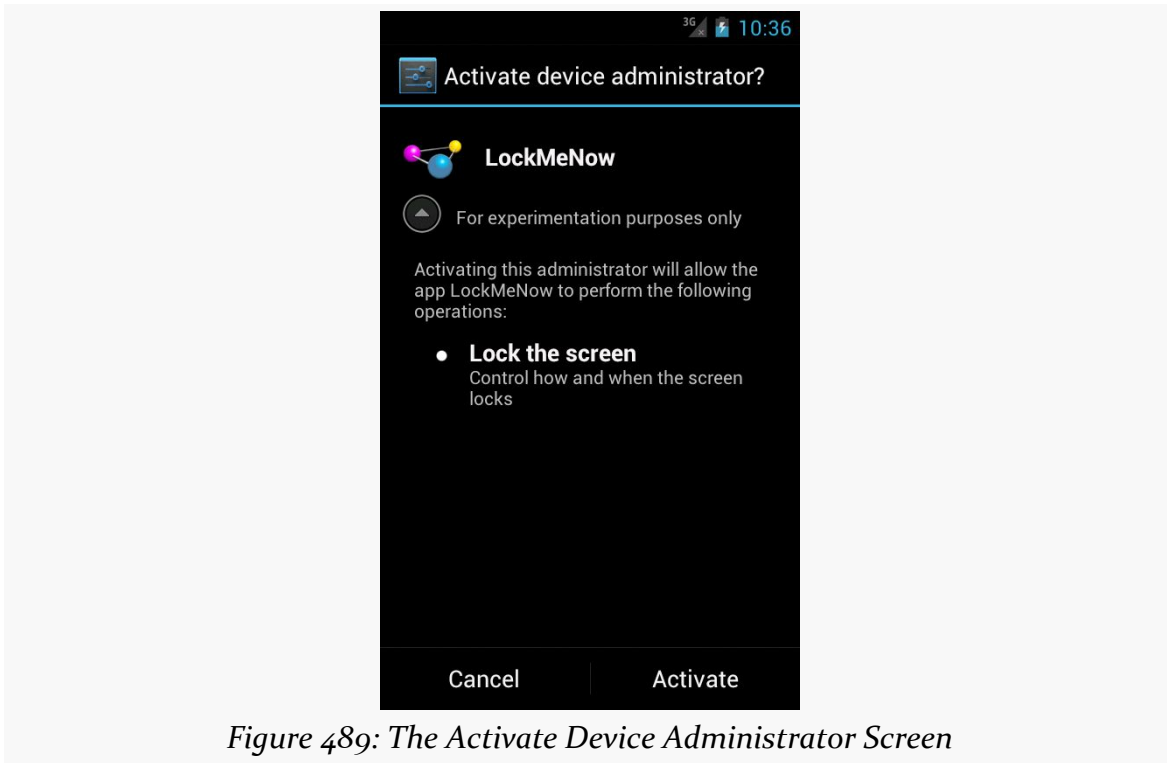 3G
10:36
Activate device administrator?
LockMeNow
For experimentation purposes only
Activating this administrator will allow the
app LockMeNow to perform the following
operations:
Lock the screen
Control how and when the screen
locks
Cancel
Activate
Figure 489: The Activate Device Administrator Screen